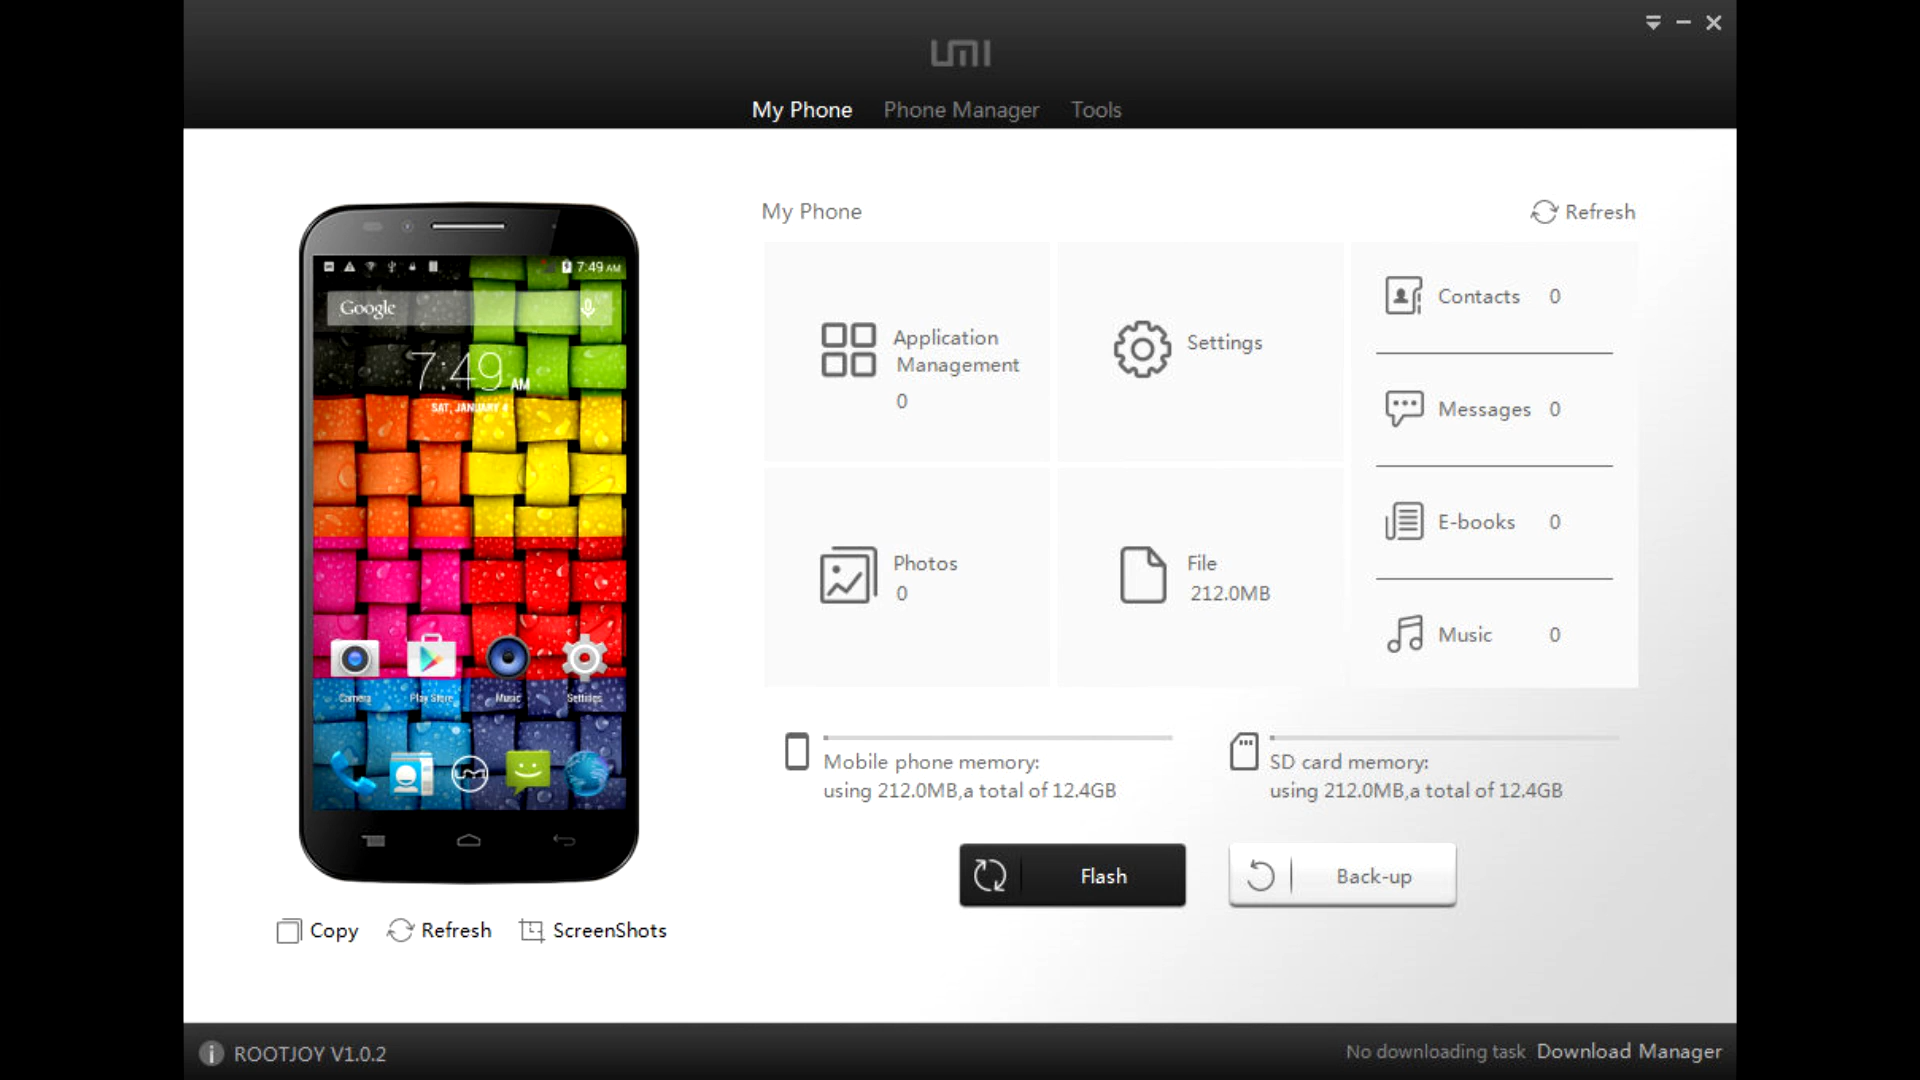 UMI
My Phone Phone Manager Tools
My Phone
Refresh
7:49 AM
Google
7:49 AM
SAT, JANUARY 4
Camera Play Store Music Settings
Application
Management
0
Settings
Photos
0
File
212.0MB
Contacts 0
Messages 0
E-books 0
Music 0
Mobile phone memory:
using 212.0MB,a total of 12.4GB
SD card memory:
using 212.0MB,a total of 12.4GB
Flash
Back-up
Copy Refresh ScreenShots
ROOTJOY V1.0.2
No downloading task Download Manager